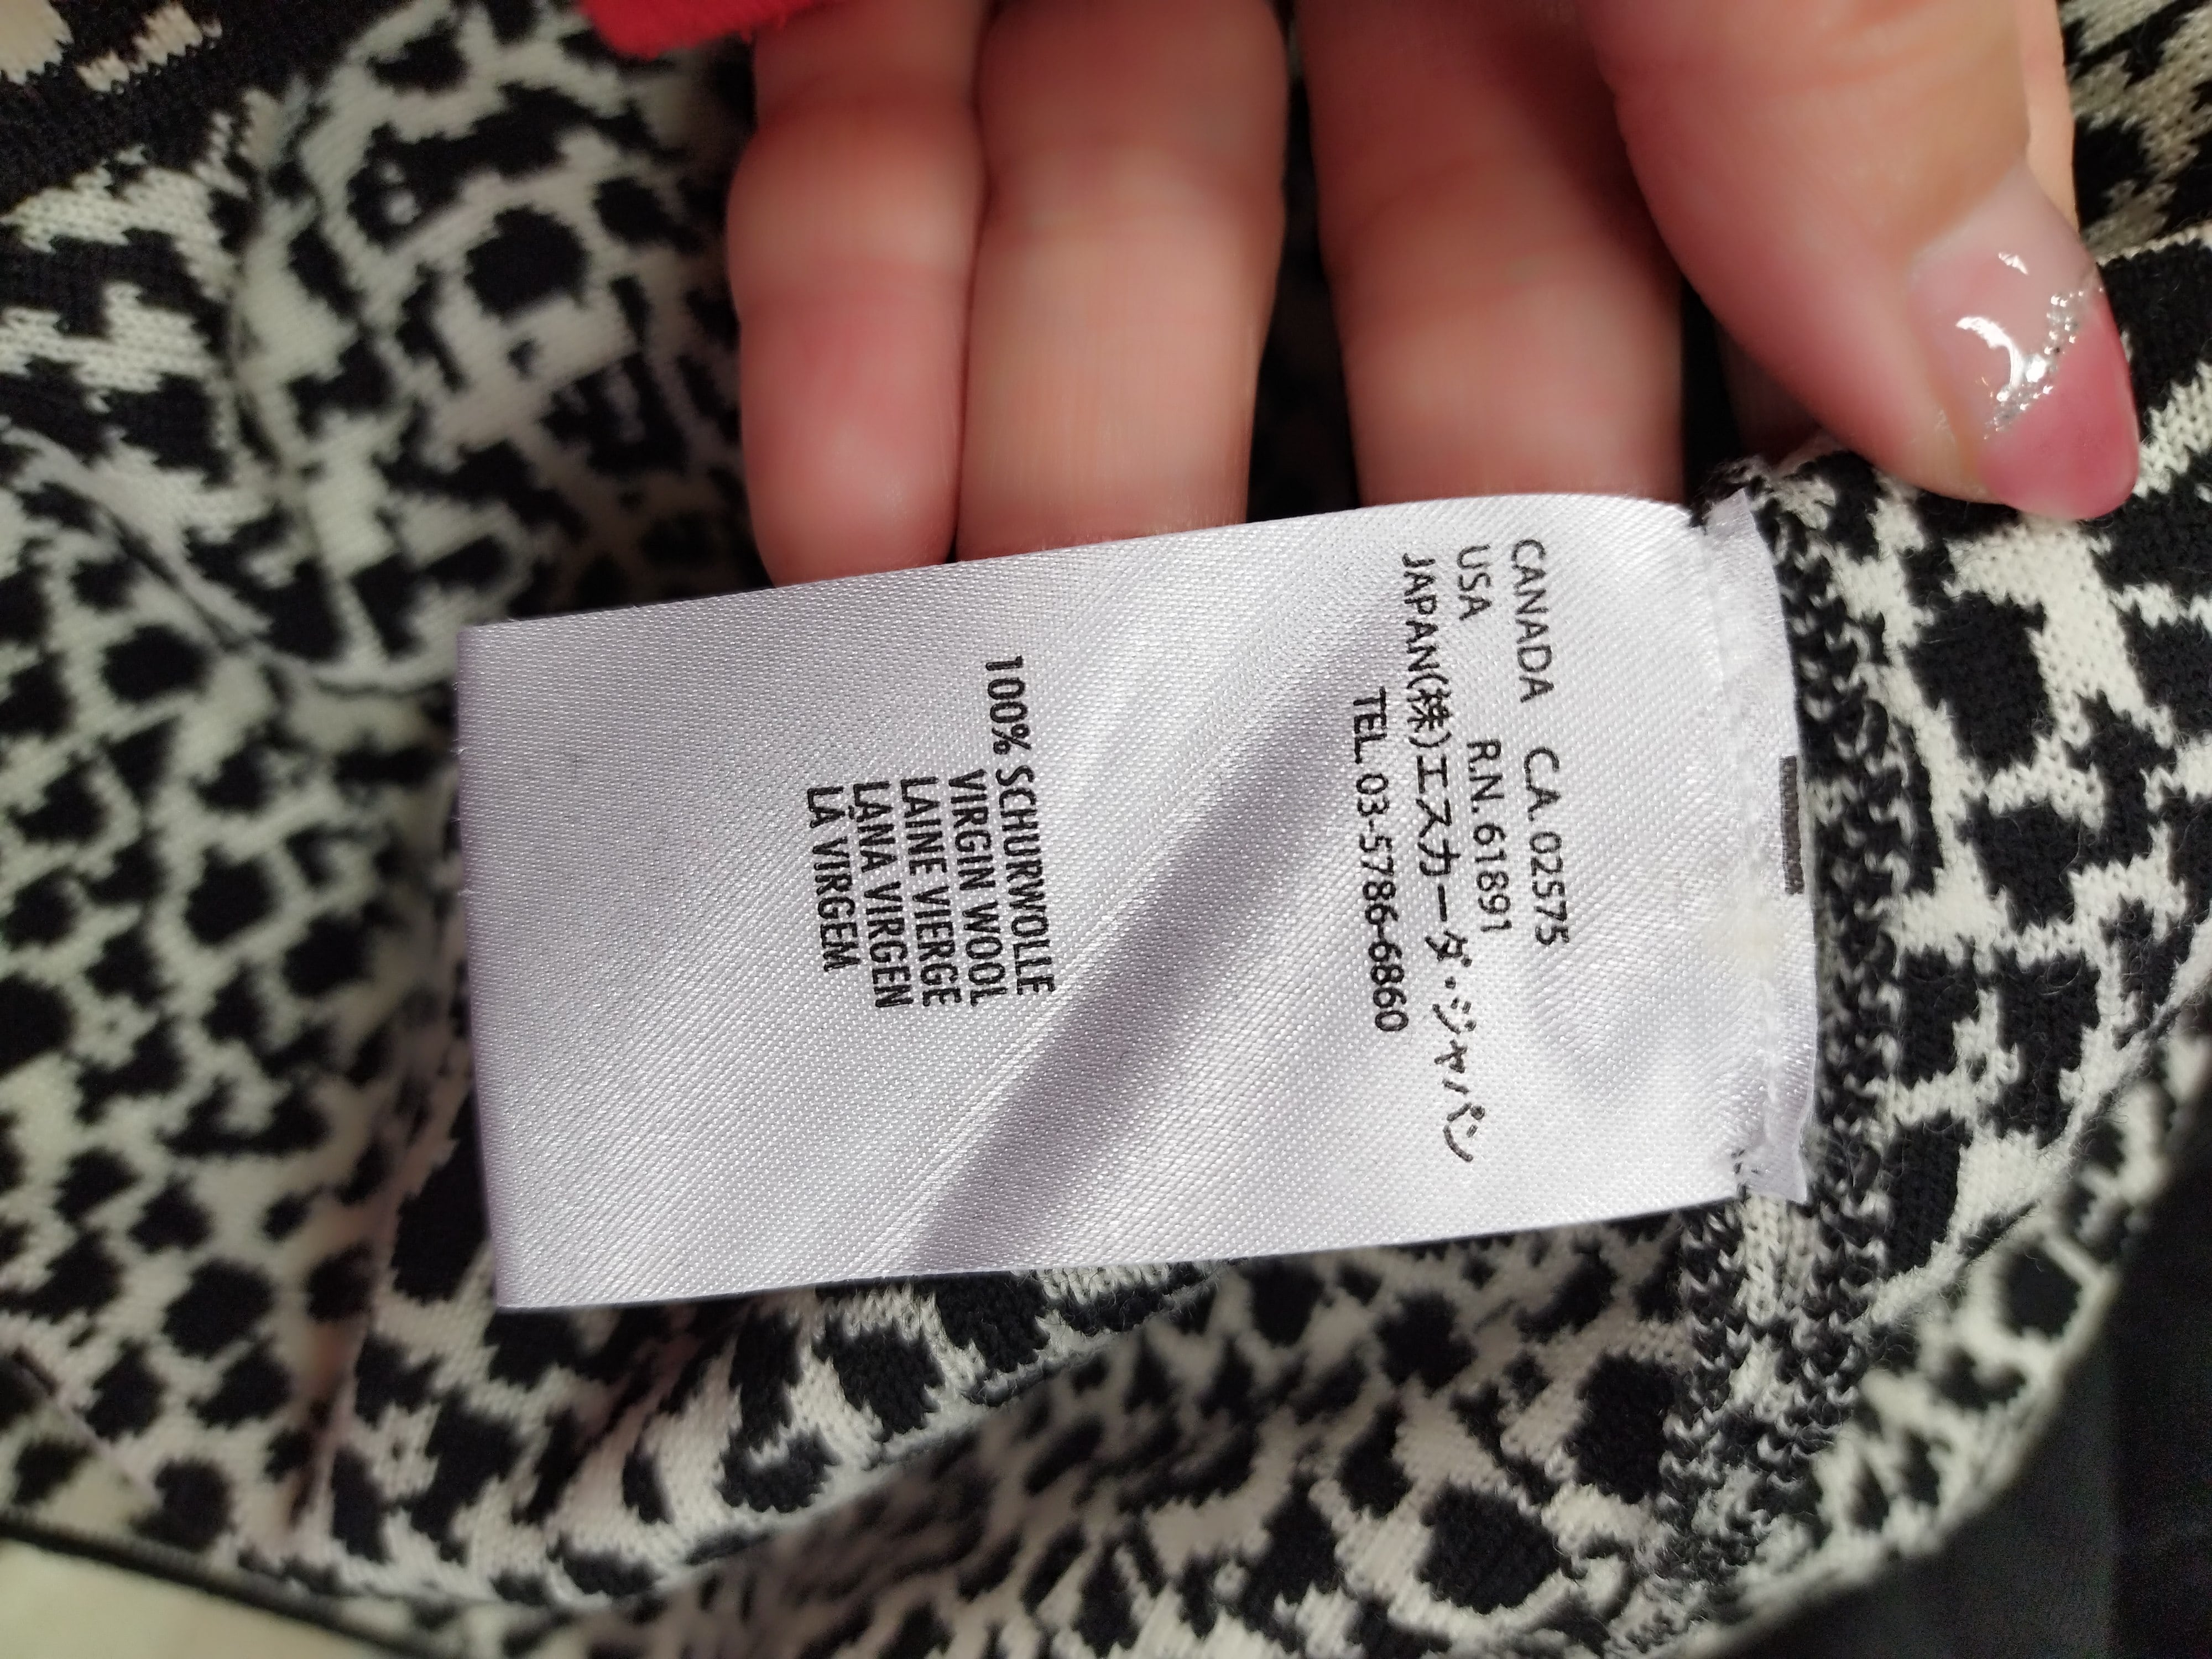 CANADA CA.02575
USA R.N.61891
JAPAN(株)エスカーダ・ジャパン
TEL.03-5786-6860
100% SCHURWOLLE
VIRGIN WOOL
LAINE VIERGE
LANA VIRGEN
LÃ VIRGEM